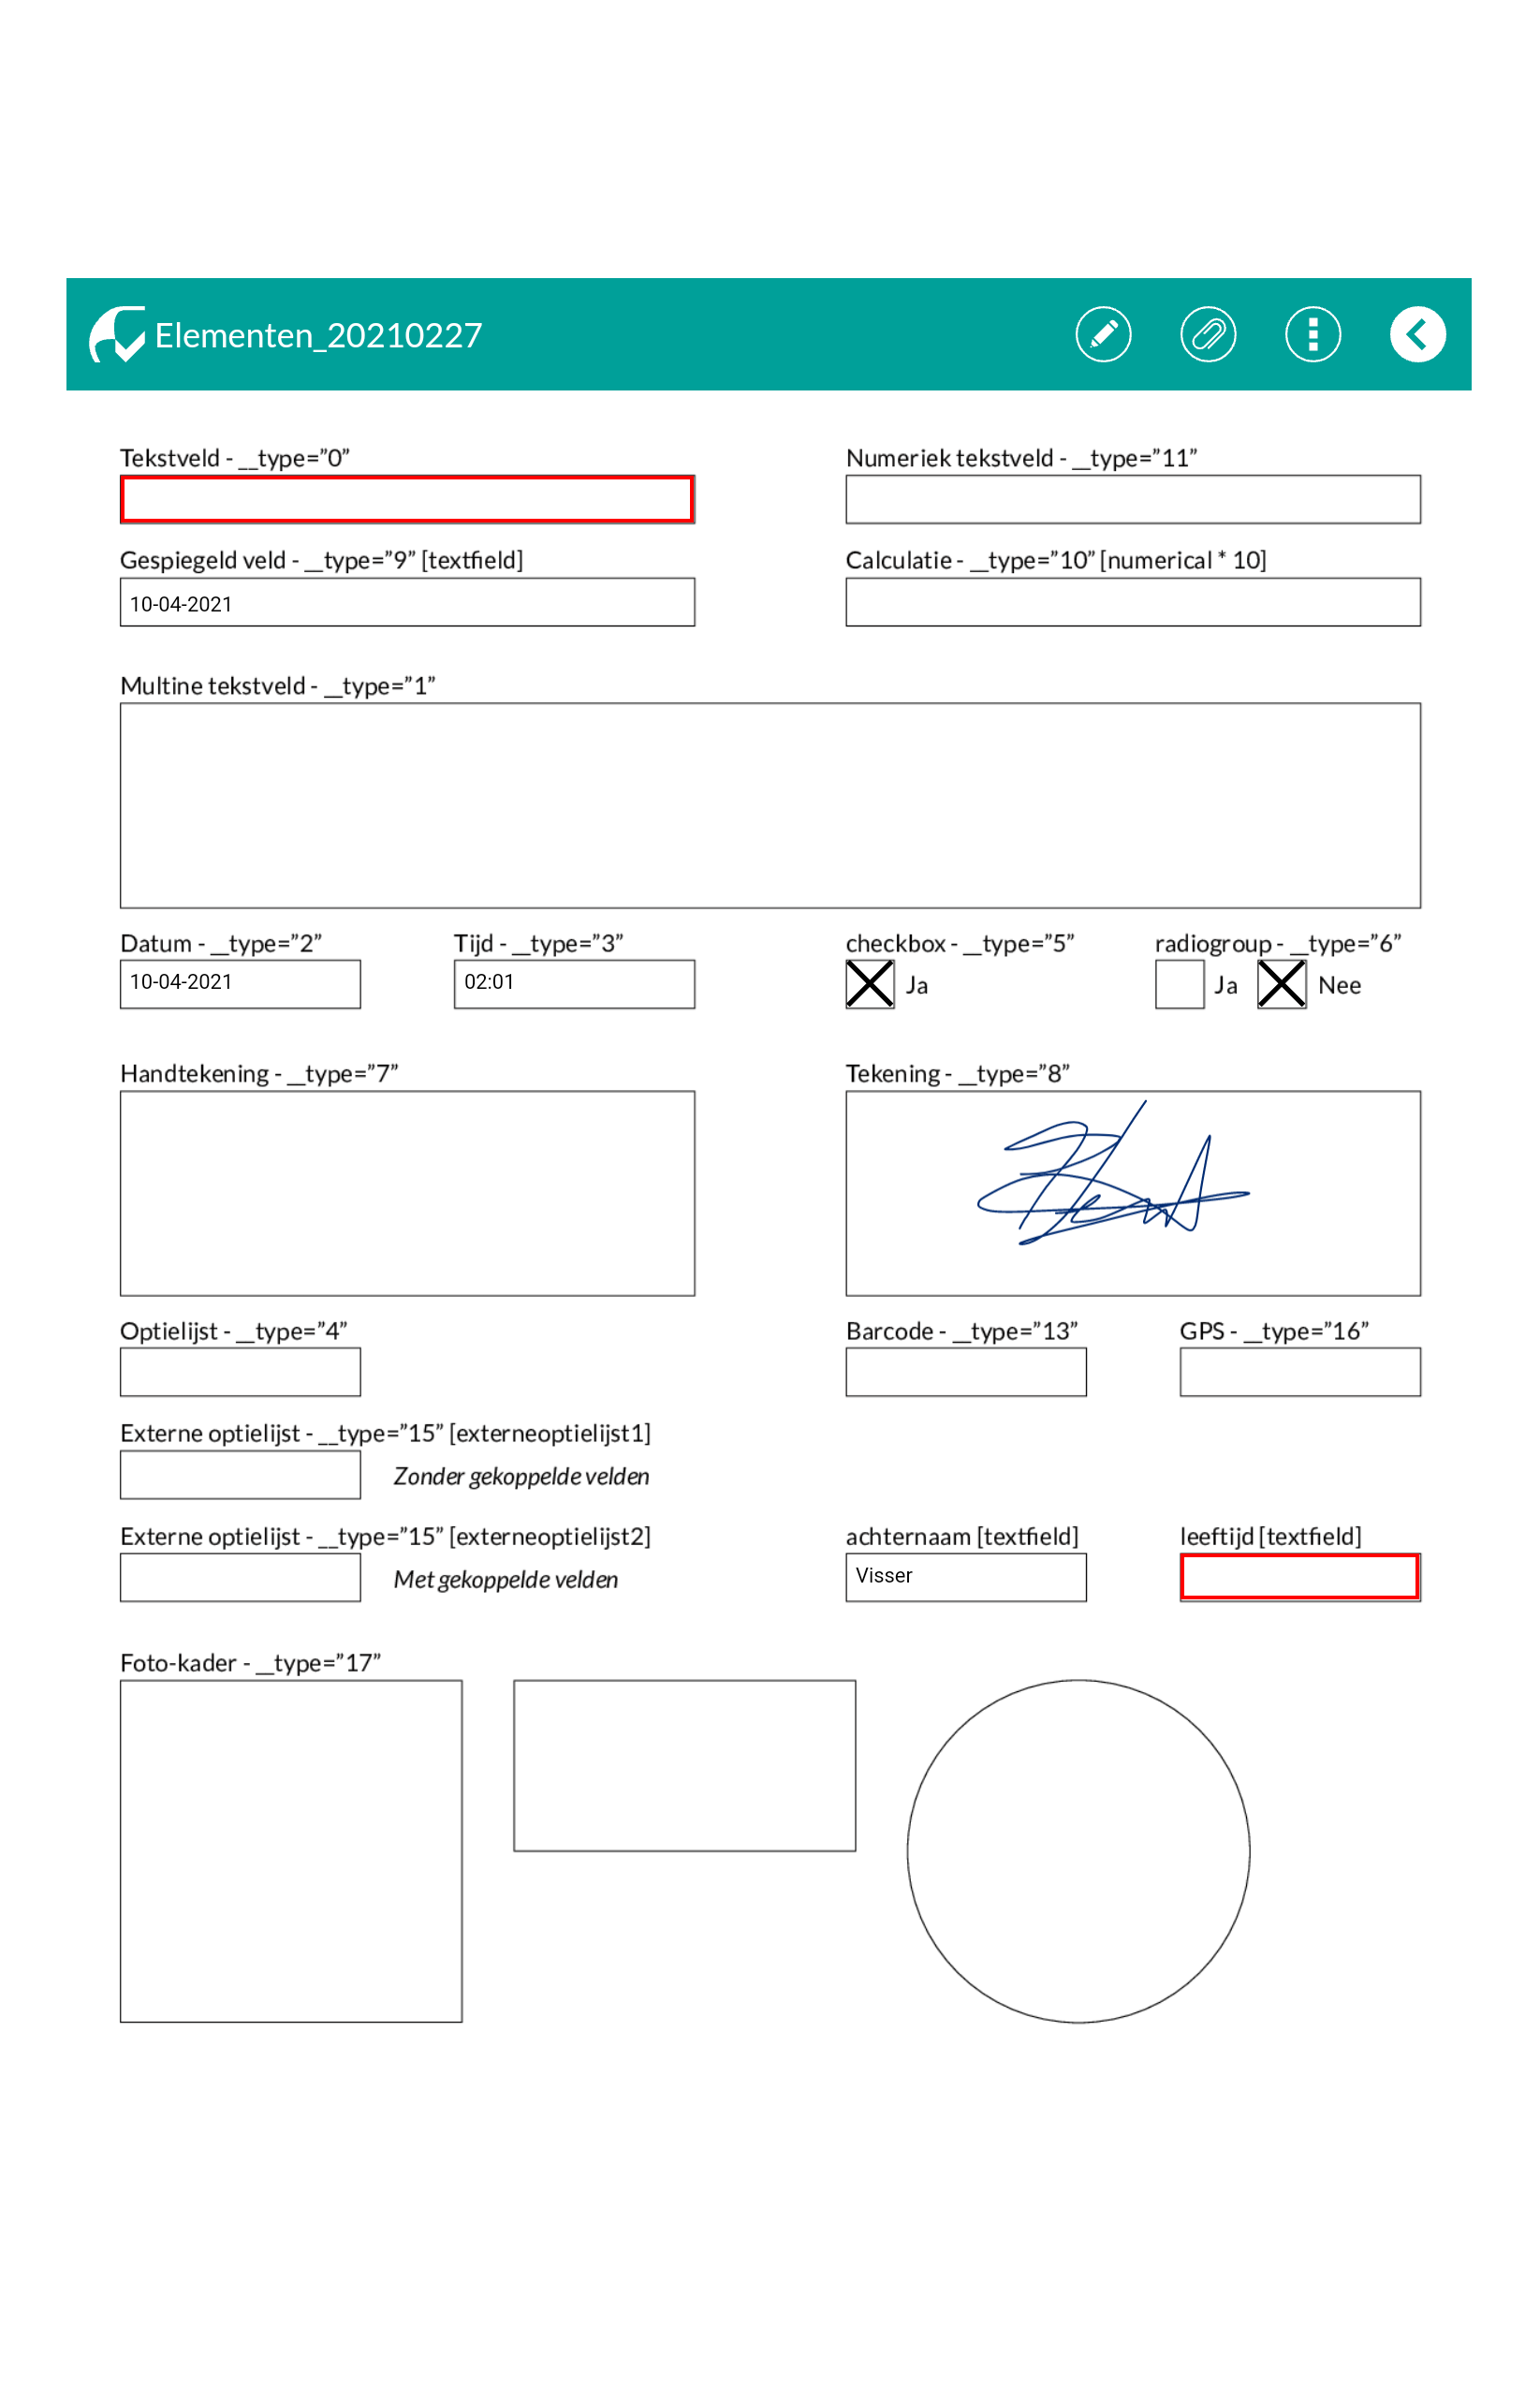 Elementen_20210227
Tekstveld - __type=”0”
Numeriek tekstveld - __type=”11”
Gespiegeld veld - __type=”9” [textfield]
Calculatie - __type=”10” [numerical * 10]
10-04-2021
Multine tekstveld - __type=”1”
Datum - __type=”2”
Tijd - __type=”3”
checkbox - __type=”5”
radiogroup - __type=”6”
10-04-2021
02:01
Ja
Ja
Nee
Handtekening - __type=”7”
Tekening - __type=”8”
Optielijst - __type=”4”
Barcode - __type=”13”
GPS - __type=”16”
Externe optielijst - __type=”15” [externeoptielijst1]
Zonder gekoppelde velden
Externe optielijst - __type=”15” [externeoptielijst2]
achternaam [textfield]
leeftijd [textfield]
Met gekoppelde velden
Visser
Foto-kader - __type=”17”